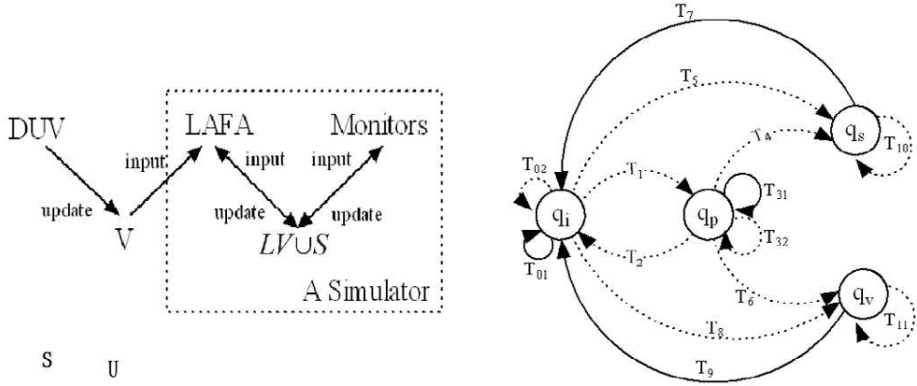 DUV
LAFA
Monitors
input
input
input
update
update
update
V
LV∪S
A Simulator
S
U
T7
T5
T4
qs
T10
T02
T1
T31
qi
qp
T32
T01
T2
T6
qv
T11
T8
T9